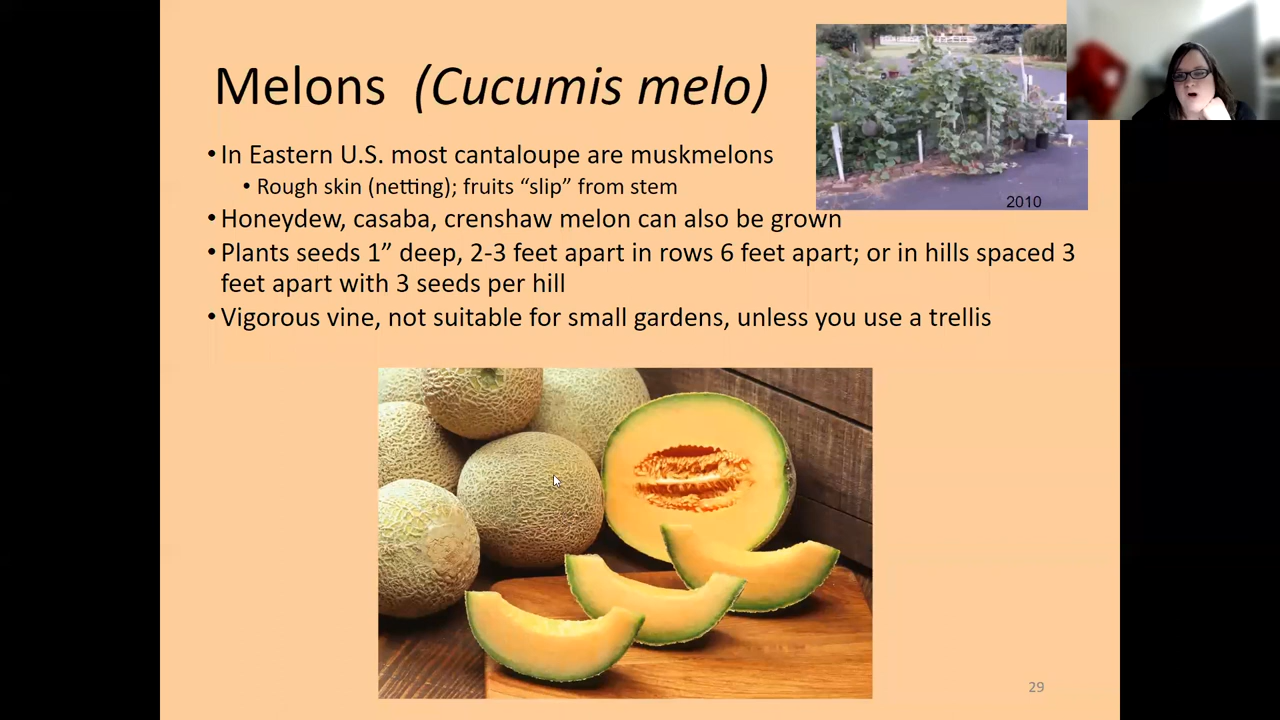 Melons (Cucumis melo)
2010
• In Eastern U.S. most cantaloupe are muskmelons
• Rough skin (netting); fruits “slip” from stem
• Honeydew, casaba, crenshaw melon can also be grown
• Plants seeds 1” deep, 2-3 feet apart in rows 6 feet apart; or in hills spaced 3
feet apart with 3 seeds per hill
• Vigorous vine, not suitable for small gardens, unless you use a trellis
29